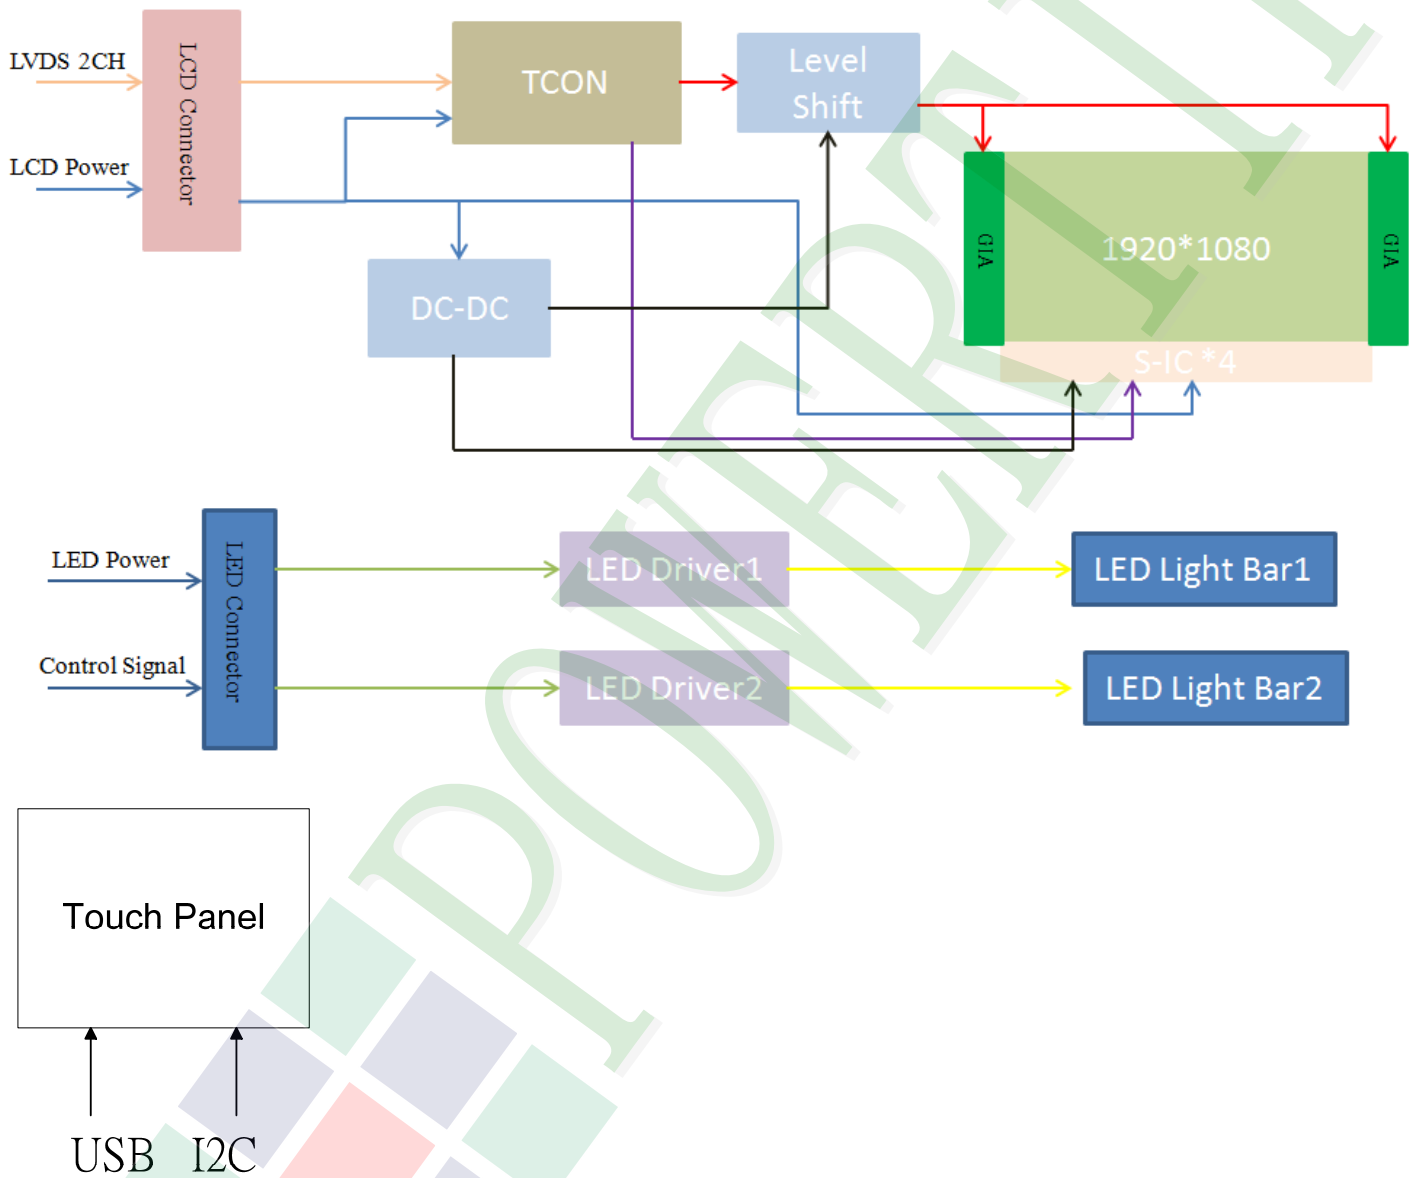 LVDS 2CH
LCD Power
LCD Connector
TCON
Level
Shift
DC-DC
GIA
1920*1080
GIA
S-IC *4
LED Power
Control Signal
LED Connector
LED Driver1
LED Light Bar1
LED Driver2
LED Light Bar2
Touch Panel
USB I2C